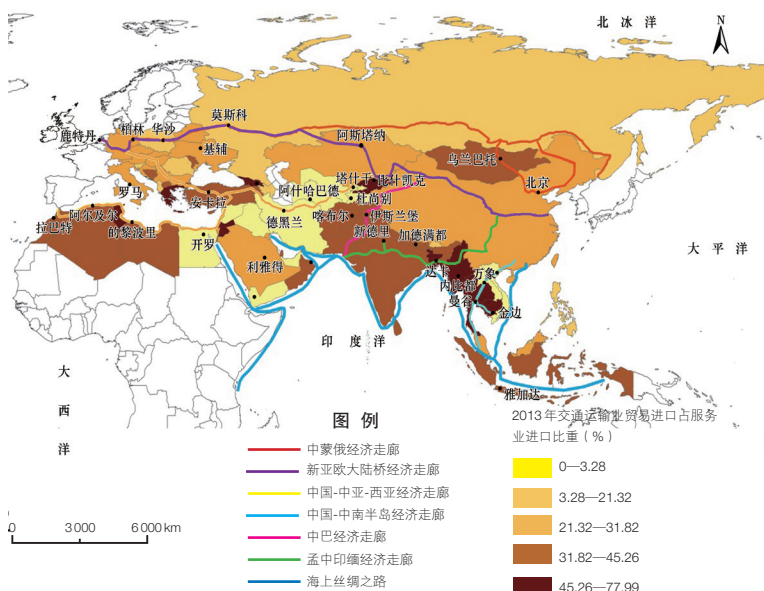 北冰洋
N
莫斯科
鹿特丹
柏林
华沙
阿斯塔纳
基辅
乌兰巴托
塔什干
比什凯克
北京
罗马
阿什哈巴德
杜尚别
安卡拉
阿尔及尔
喀布尔
伊斯兰堡
拉巴特
的黎波里
德黑兰
新德里
加德满都
开罗
太平洋
利雅得
达卡
万象
内比都
曼谷
金边
印度洋
大西洋
雅加达
图例
2013年交通运输业贸易进口占服务
业进口比重（%）
中蒙俄经济走廊
新亚欧大陆桥经济走廊
中国-中亚-西亚经济走廊
中国-中南半岛经济走廊
中巴经济走廊
孟中印缅经济走廊
海上丝绸之路
0—3.28
3.28—21.32
21.32—31.82
31.82—45.26
45.26—77.99
0
3 000
6 000 km